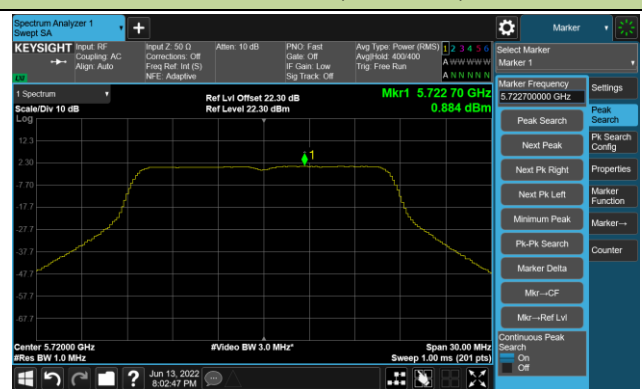 Spectrum Analyzer 1
Swept SA
Marker
KEYSIGHT
LU
Input: RF
Coupling: AC
Align: Auto
Input Z: 50 Ω
Corrections: Off
Freq Ref: Int (S)
NFE: Adaptive
Atten: 10 dB
PNO: Fast
Gate: Off
IF Gain: Low
Sig Track: Off
Avg Type: Power (RMS)
Avg|Hold: 400/400
Trig: Free Run
1 2 3 4 5 6
A W W W W W
A N N N N N
Select Marker
Marker 1
1 Spectrum
Scale/Div 10 dB
Log
Ref Lvl Offset 22.30 dB
Ref Level 22.30 dBm
Mkr1 5.722 70 GHz
0.884 dBm
12.3
2.30
-7.70
-17.7
-27.7
-37.7
-47.7
-57.7
-67.7
1
Center 5.72000 GHz
#Res BW 1.0 MHz
#Video BW 3.0 MHz*
Span 30.00 MHz
Sweep 1.00 ms (201 pts)
Marker Frequency
5.722700000 GHz
Peak Search
Next Peak
Next Pk Right
Next Pk Left
Minimum Peak
Pk-Pk Search
Marker Delta
Mkr→CF
Mkr→Ref Lvl
Continuous Peak
Search
On
Off
Settings
Peak
Search
Pk Search
Config
Properties
Marker
Function
Marker→
Counter
?
Jun 13, 2022
8:02:47 PM